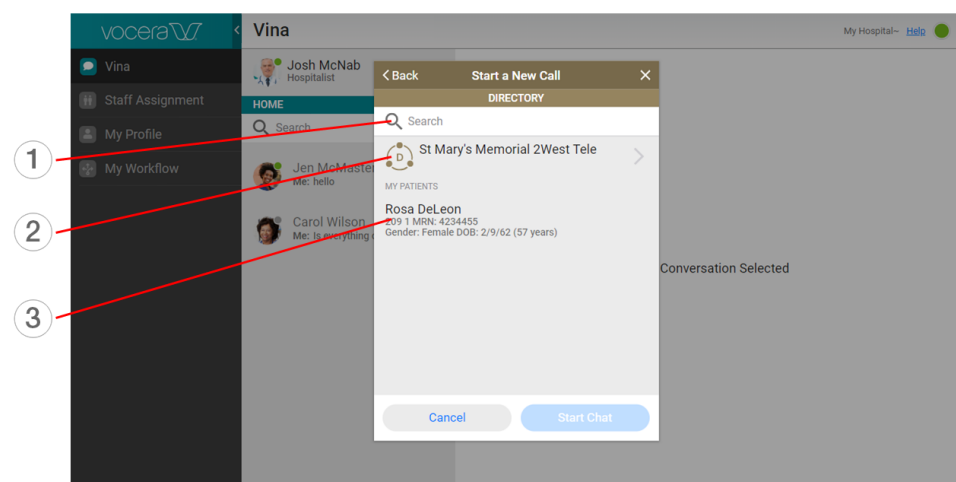 vocera
Vina
My Hospital~ Help
Vina
Staff Assignment
My Profile
My Workflow
Josh McNab
Hospitalist
HOME
Search
Jen McMaste
Me: hello
Carol Wilson
Me: is everything
Back Start a New Call
DIRECTORY
Search
D St Mary's Memorial 2West Tele
MY PATIENTS
Rosa DeLeon
209 1 MRN: 4234455
Gender: Female DOB: 2/9/62 (57 years)
Cancel Start Chat
Conversation Selected
1
2
3